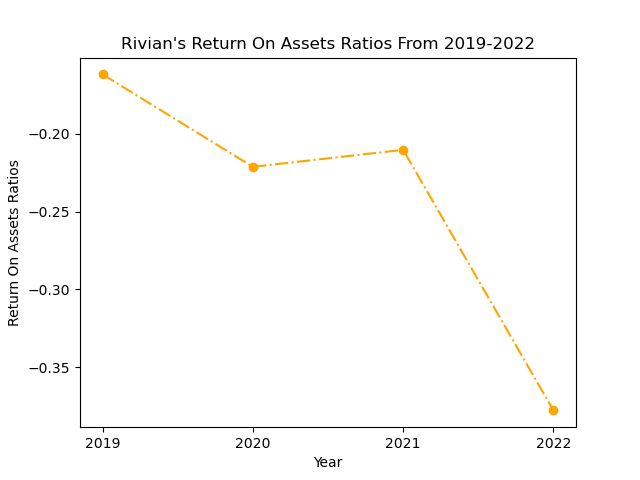 Rivian's Return On Assets Ratios From 2019-2022
Return On Assets Ratios
−0.20
−0.25
−0.30
−0.35
2019 2020 2021 2022
Year